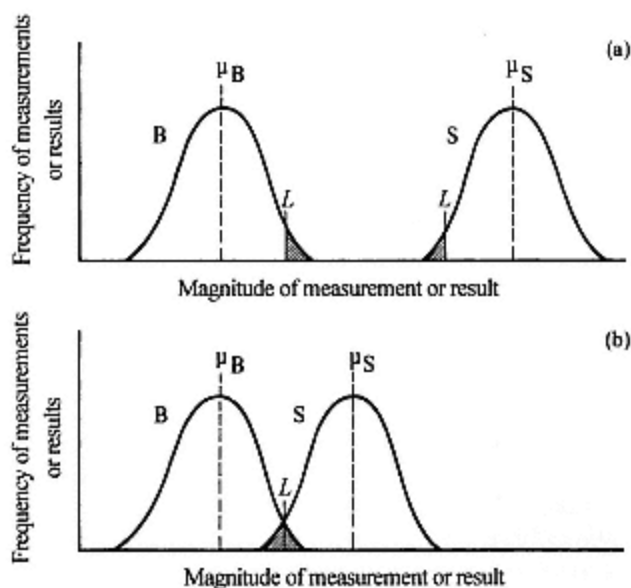 (a)
μB
μS
B
S
L
L
Frequency of measurements
or results
Magnitude of measurement or result
(b)
μB
μS
B
S
L
Frequency of measurements
or results
Magnitude of measurement or result